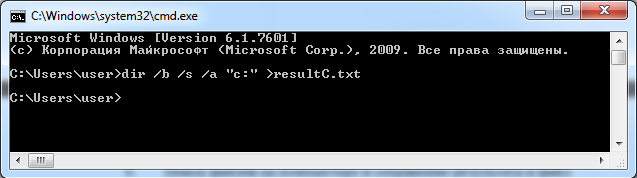 C:\Windows\system32\cmd.exe
Microsoft Windows [Version 6.1.7601]
(c) Корпорация Майкрософт (Microsoft Corp.), 2009. Все права защищены.
C:\Users\user>dir /b /s /a "c:" >resultC.txt
C:\Users\user>